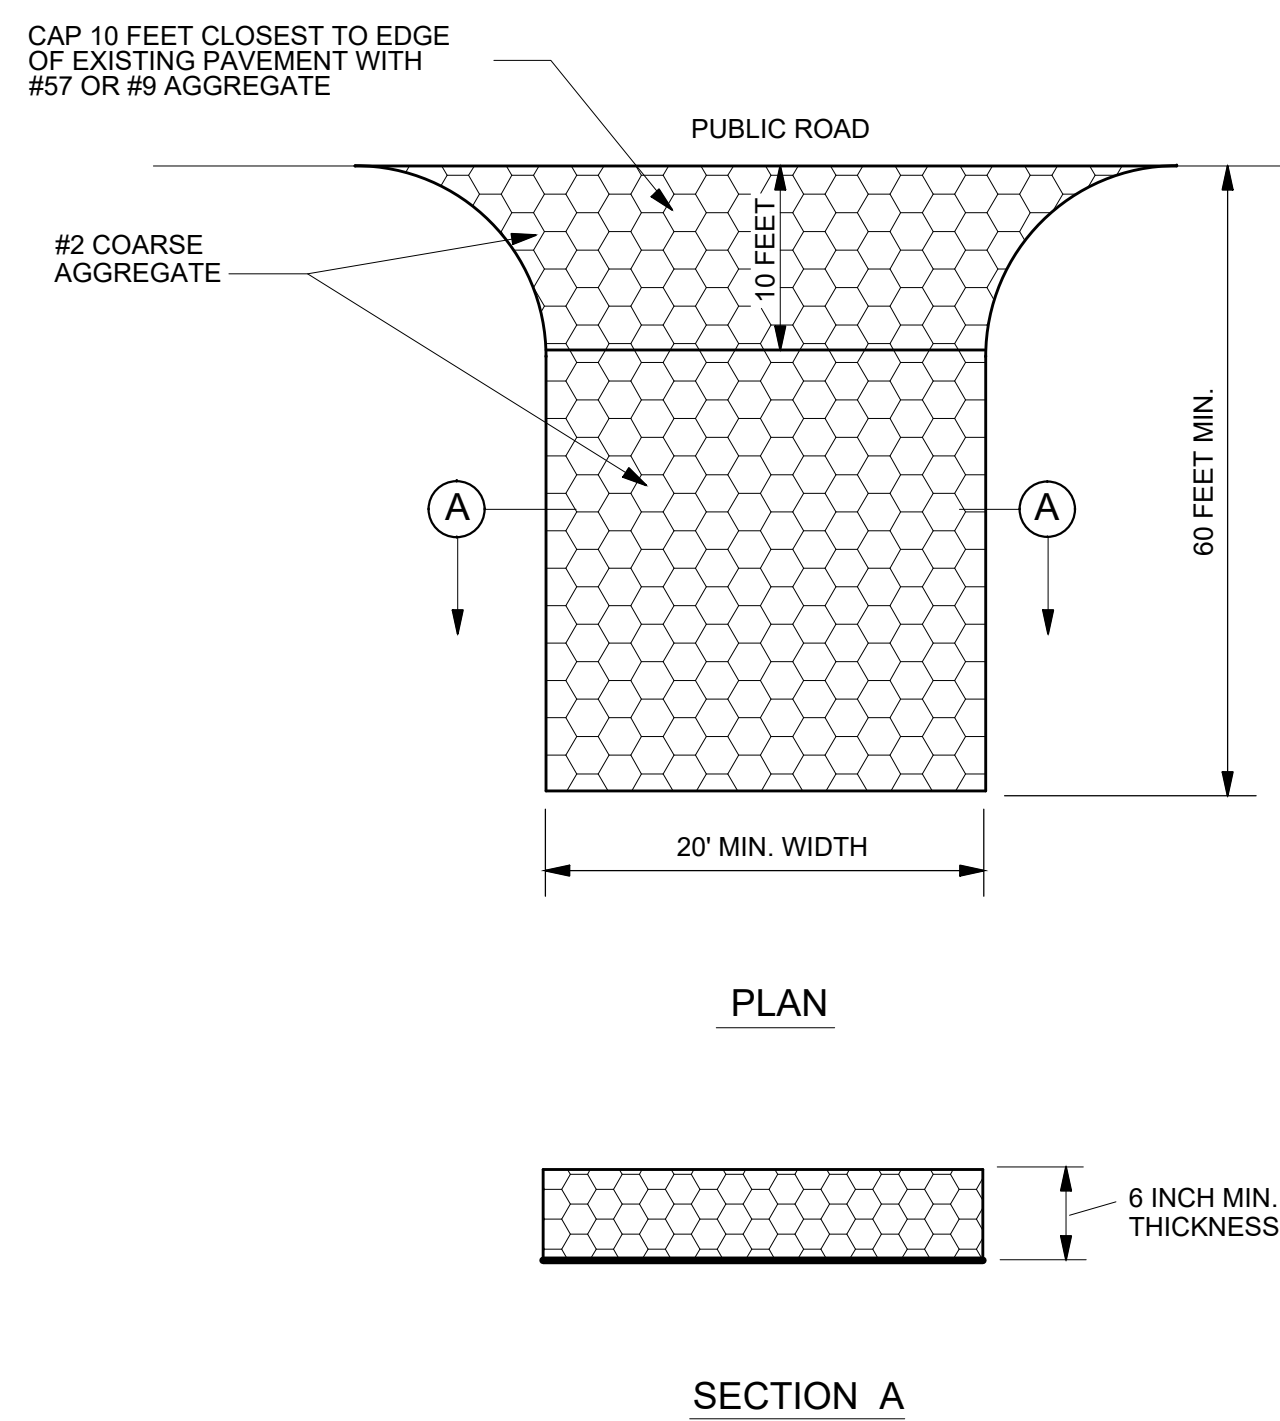 CAP 10 FEET CLOSEST TO EDGE
OF EXISTING PAVEMENT WITH
#57 OR #9 AGGREGATE
PUBLIC ROAD
#2 COARSE
AGGREGATE
10 FEET
60 FEET MIN.
A
A
20' MIN. WIDTH
PLAN
6 INCH MIN.
THICKNESS
SECTION A